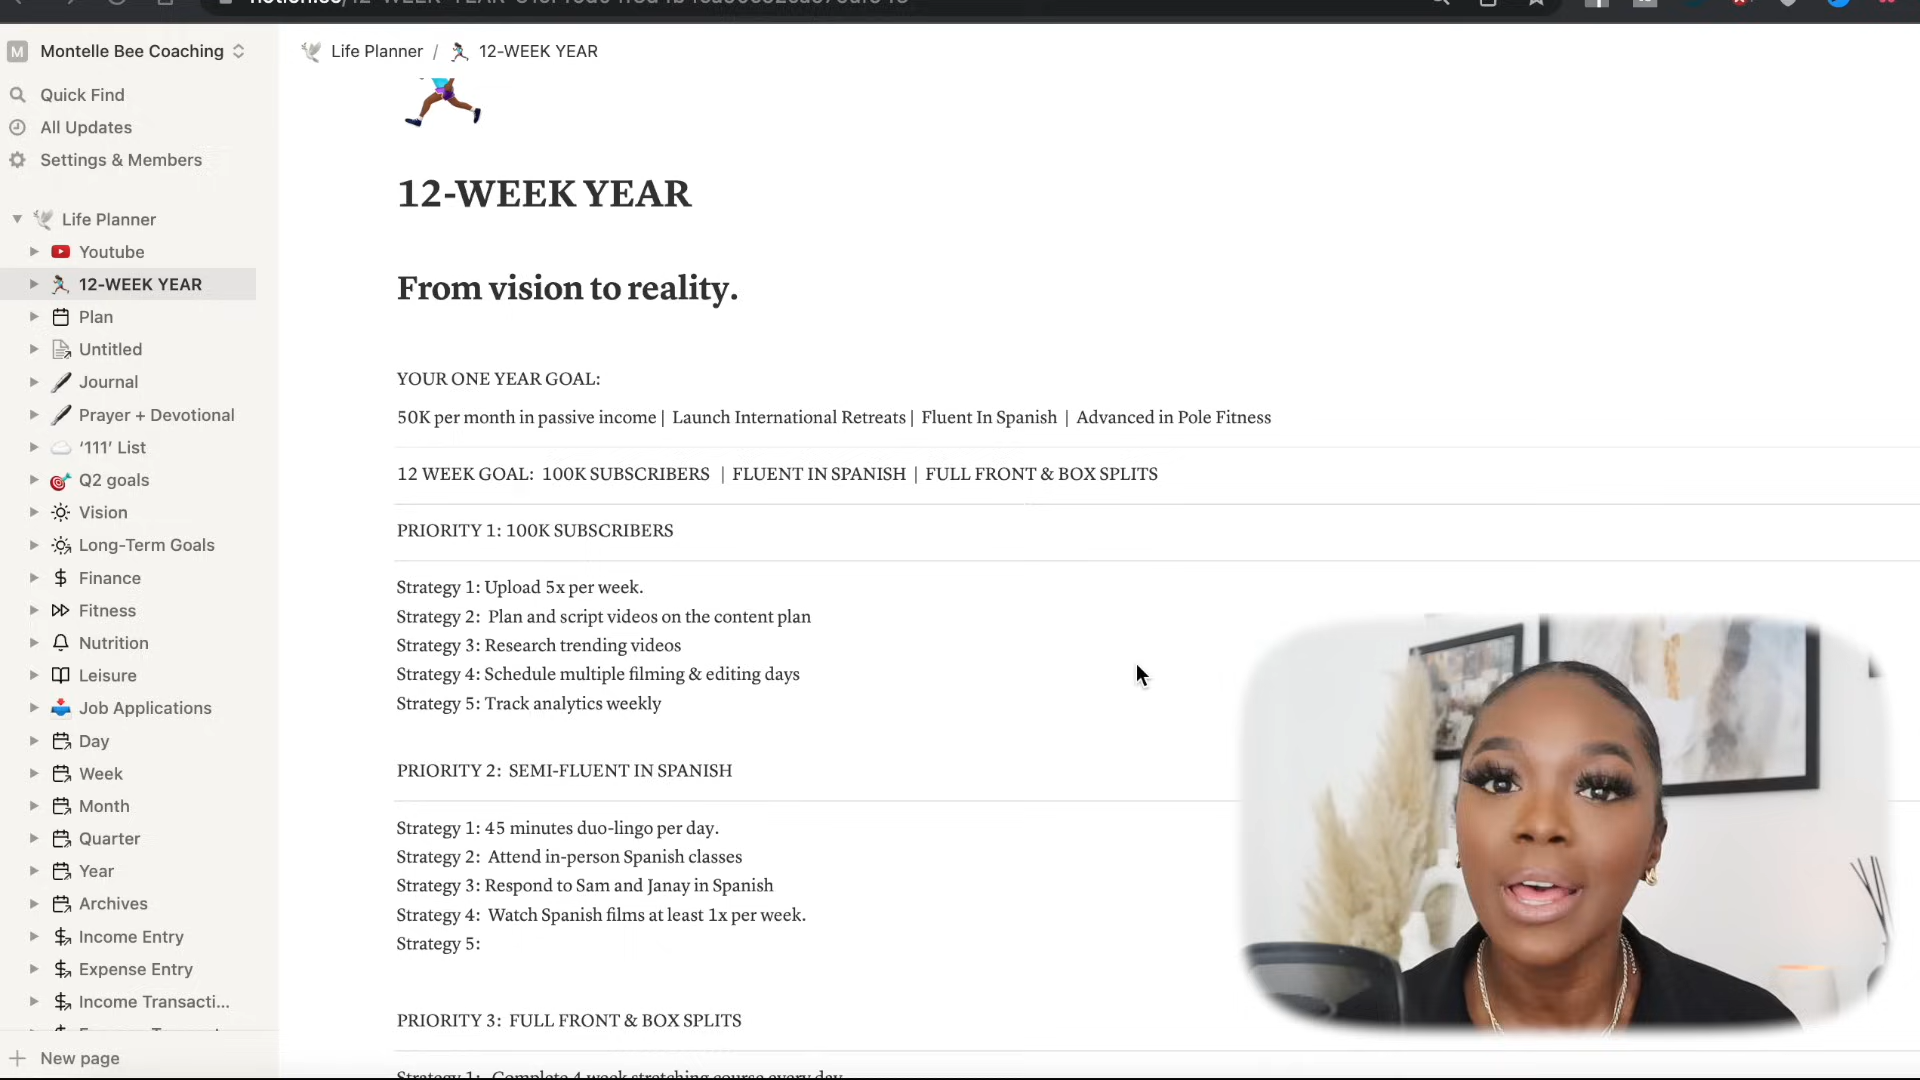 M Montelle Bee Coaching
Quick Find
All Updates
Settings & Members
Life Planner
Youtube
12-WEEK YEAR
Plan
Untitled
Journal
Prayer + Devotional
‘111’ List
Q2 goals
Vision
Long-Term Goals
Finance
Fitness
Nutrition
Leisure
Job Applications
Day
Week
Month
Quarter
Year
Archives
Income Entry
Expense Entry
Income Transacti...
New page
Life Planner / 12-WEEK YEAR
12-WEEK YEAR
From vision to reality.
YOUR ONE YEAR GOAL:
50K per month in passive income | Launch International Retreats | Fluent In Spanish | Advanced in Pole Fitness
12 WEEK GOAL: 100K SUBSCRIBERS | FLUENT IN SPANISH | FULL FRONT & BOX SPLITS
PRIORITY 1: 100K SUBSCRIBERS
Strategy 1: Upload 5x per week.
Strategy 2: Plan and script videos on the content plan
Strategy 3: Research trending videos
Strategy 4: Schedule multiple filming & editing days
Strategy 5: Track analytics weekly
PRIORITY 2: SEMI-FLUENT IN SPANISH
Strategy 1: 45 minutes duo-lingo per day.
Strategy 2: Attend in-person Spanish classes
Strategy 3: Respond to Sam and Janay in Spanish
Strategy 4: Watch Spanish films at least 1x per week.
Strategy 5:
PRIORITY 3: FULL FRONT & BOX SPLITS
Strategy 1: Complete 4 week stretching course every day